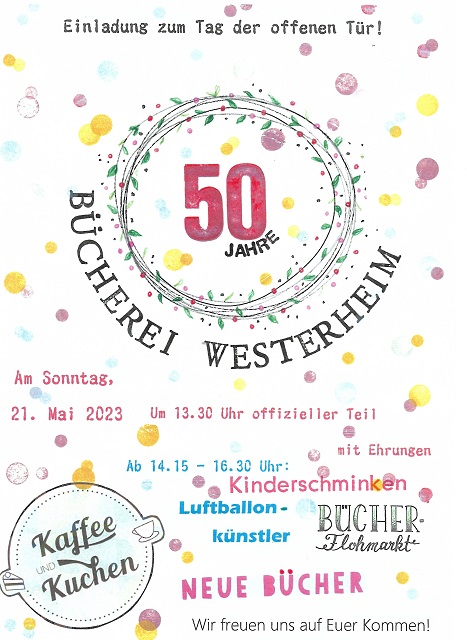 Einladung zum Tag der offenen Tür!
50
JAHRE
BÜCHEREI WESTERHEIM
Am Sonntag,
21. Mai 2023 Um 13.30 Uhr offizieller Teil
mit Ehrungen
Ab 14.15 - 16.30 Uhr:
Kinderschminken
Luftballon-
künstler
BÜCHER-
Flohmarkt
Kaffee
UND
Kuchen
NEUE BÜCHER
Wir freuen uns auf Euer Kommen!